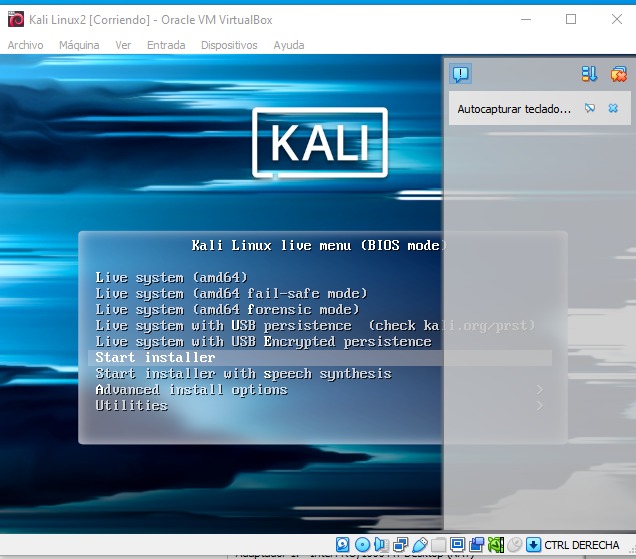 Kali Linux2 [Corriendo] - Oracle VM VirtualBox
Archivo Máquina Ver Entrada Dispositivos Ayuda
Autocapturar teclado...
KALI
Kali Linux live menu (BIOS mode)
Live system (amd64)
Live system (amd64 fail-safe mode)
Live system (amd64 forensic mode)
Live system with USB persistence (check kali.org/prst)
Live system with USB Encrypted persistence
Start installer
Start installer with speech synthesis
Advanced install options
Utilities
CTRL DERECHA